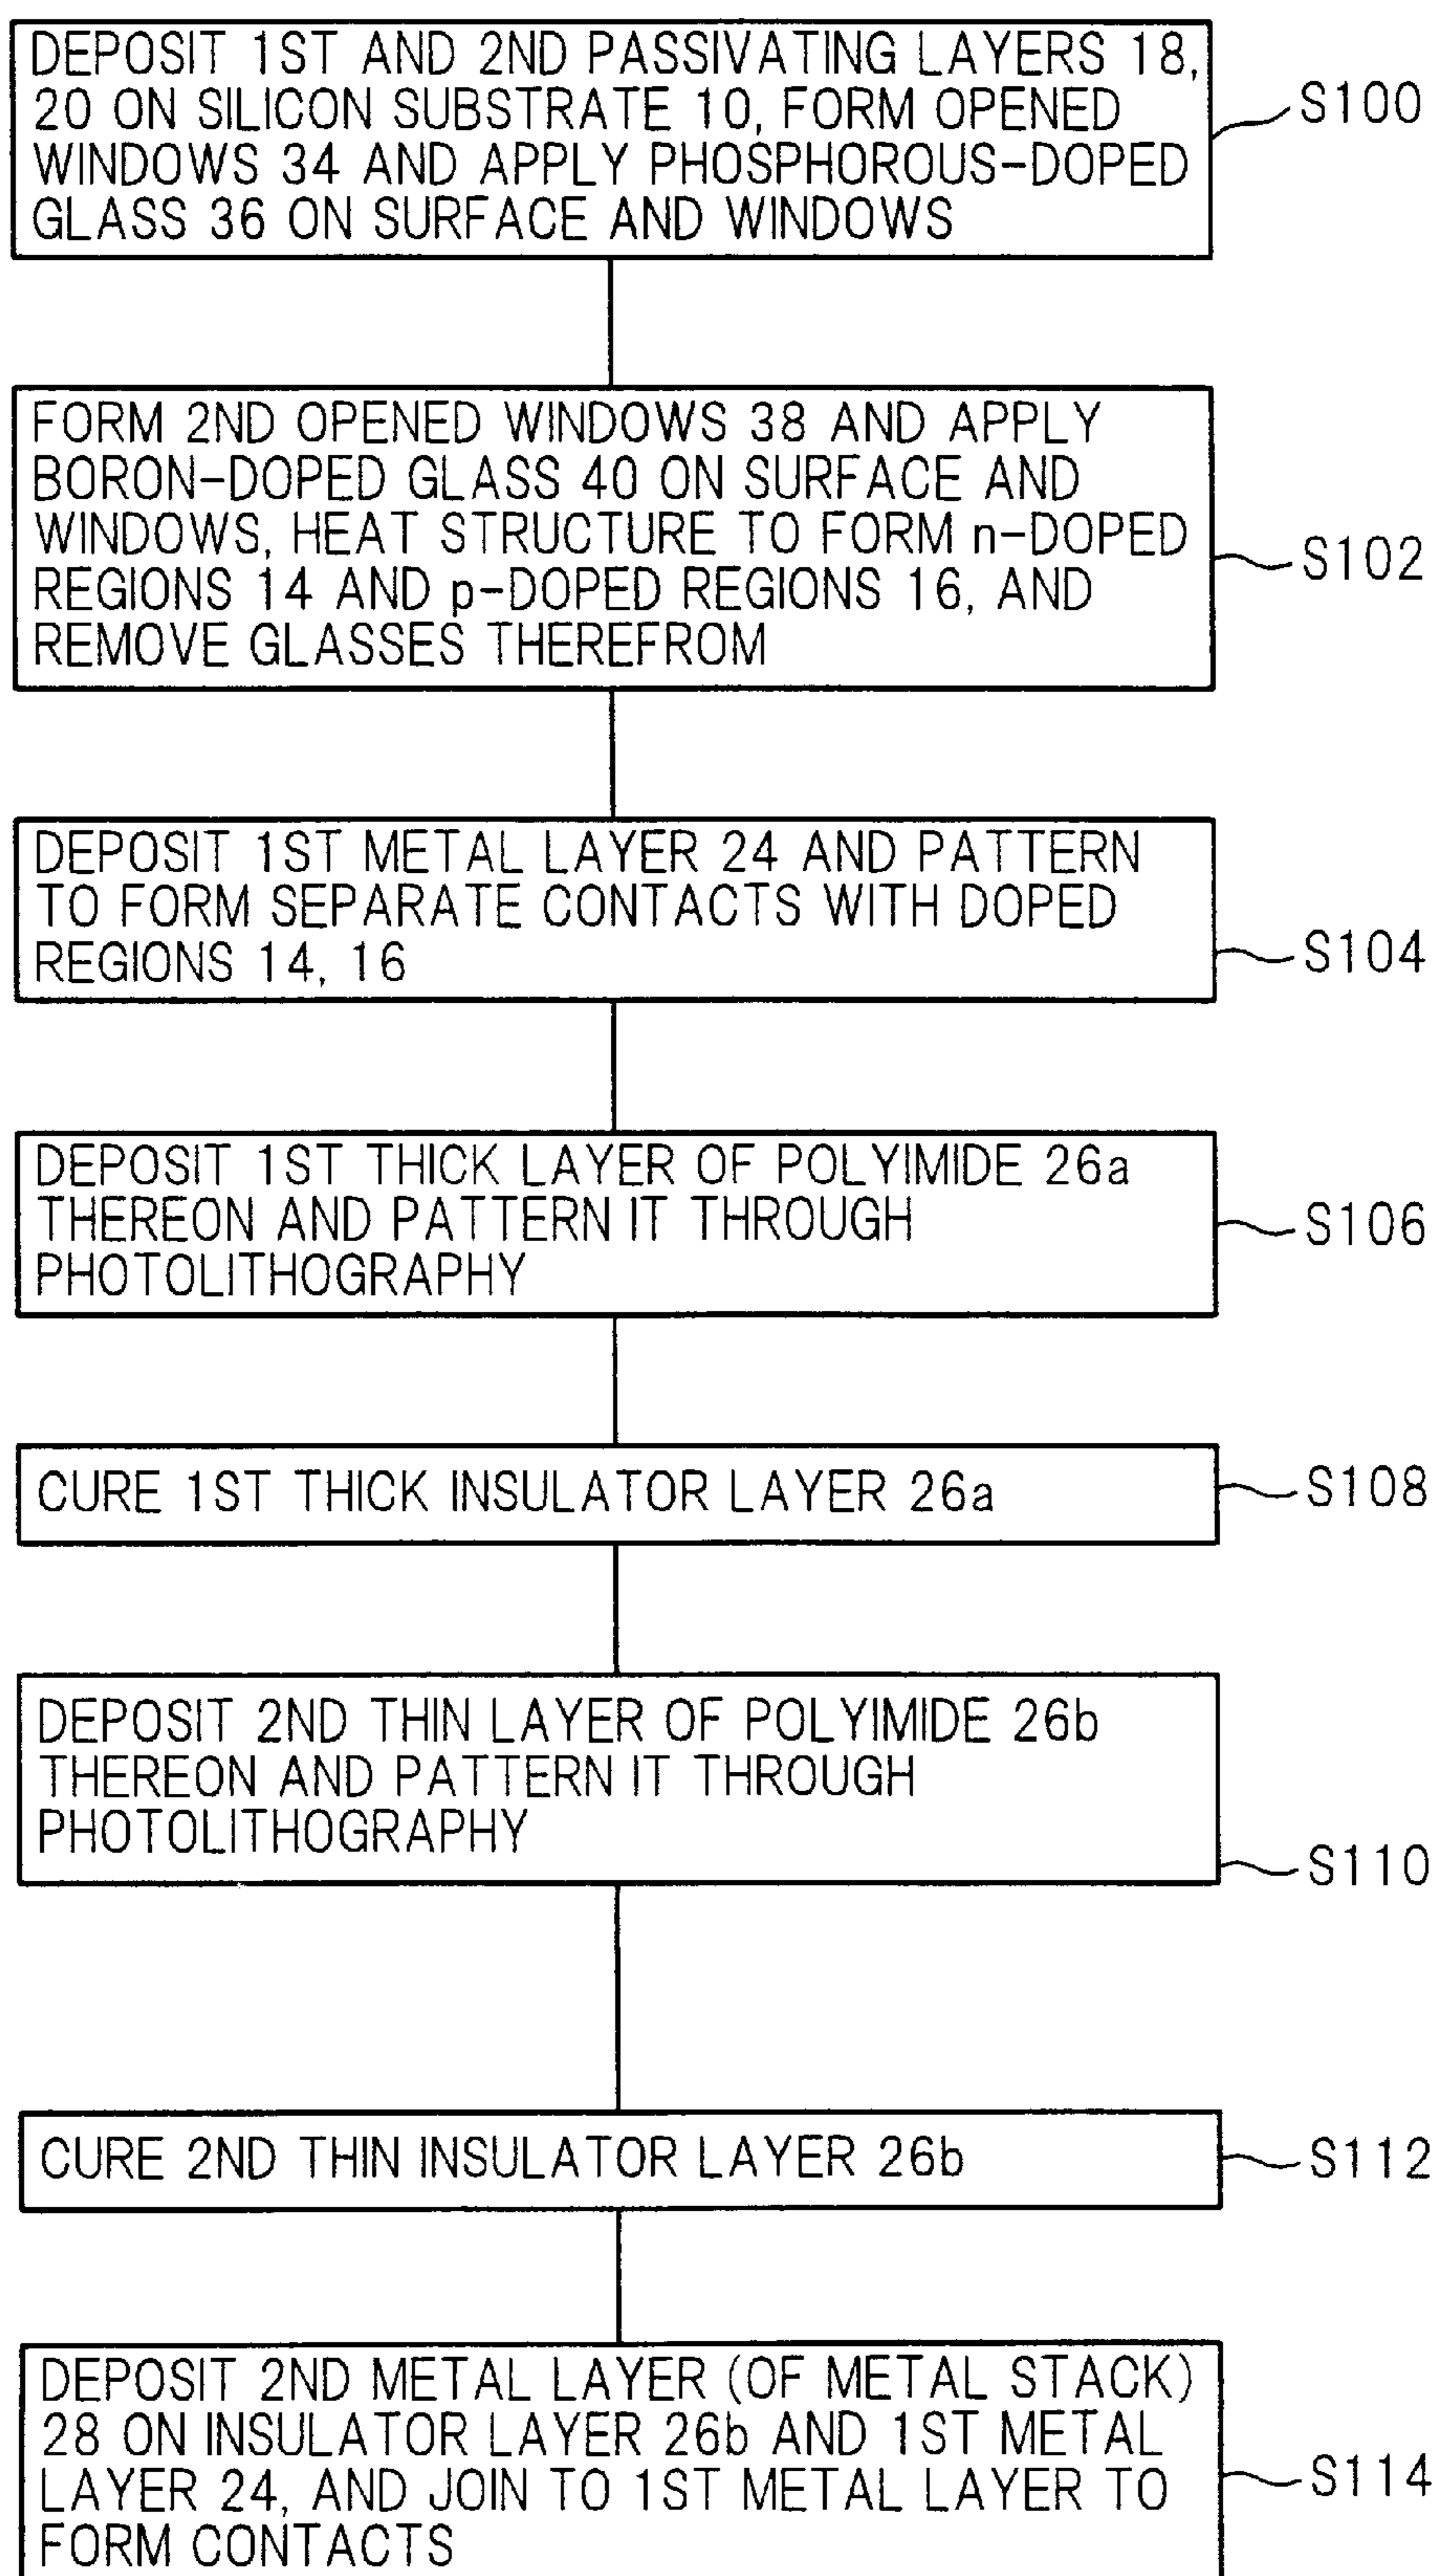 DEPOSIT 1ST AND 2ND PASSIVATING LAYERS 18,
20 ON SILICON SUBSTRATE 10, FORM OPENED
WINDOWS 34 AND APPLY PHOSPHOROUS-DOPED
GLASS 36 ON SURFACE AND WINDOWS
S100
FORM 2ND OPENED WINDOWS 38 AND APPLY
BORON-DOPED GLASS 40 ON SURFACE AND
WINDOWS, HEAT STRUCTURE TO FORM n-DOPED
REGIONS 14 AND p-DOPED REGIONS 16, AND
REMOVE GLASSES THEREFROM
S102
DEPOSIT 1ST METAL LAYER 24 AND PATTERN
TO FORM SEPARATE CONTACTS WITH DOPED
REGIONS 14, 16
S104
DEPOSIT 1ST THICK LAYER OF POLYIMIDE 26a
THEREON AND PATTERN IT THROUGH
PHOTOLITHOGRAPHY
S106
CURE 1ST THICK INSULATOR LAYER 26a
S108
DEPOSIT 2ND THIN LAYER OF POLYIMIDE 26b
THEREON AND PATTERN IT THROUGH
PHOTOLITHOGRAPHY
S110
CURE 2ND THIN INSULATOR LAYER 26b
S112
DEPOSIT 2ND METAL LAYER (OF METAL STACK)
28 ON INSULATOR LAYER 26b AND 1ST METAL
LAYER 24, AND JOIN TO 1ST METAL LAYER TO
FORM CONTACTS
S114